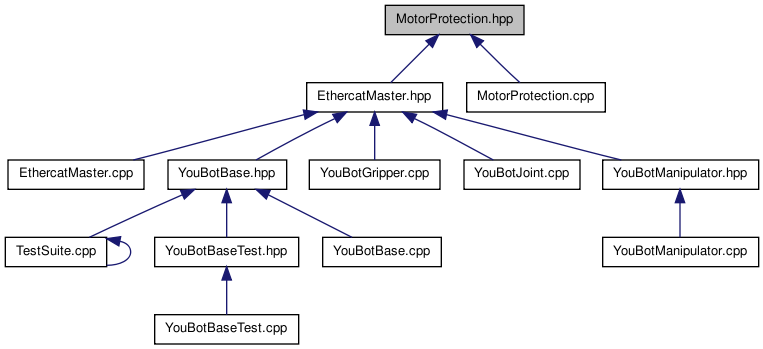 MotorProtection.hpp
EthercatMaster.hpp
MotorProtection.cpp
EthercatMaster.cpp
YouBotBase.hpp
YouBotGripper.cpp
YouBotJoint.cpp
YouBotManipulator.hpp
TestSuite.cpp
YouBotBaseTest.hpp
YouBotBase.cpp
YouBotManipulator.cpp
YouBotBaseTest.cpp